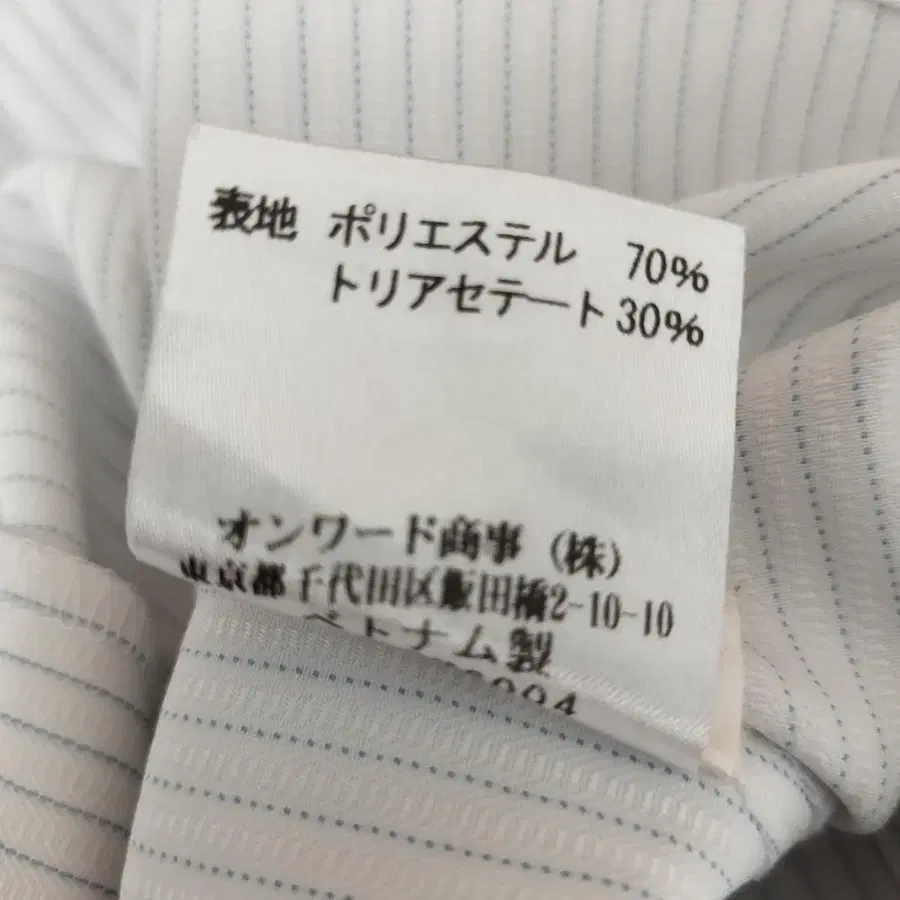 表地 ポリエステル 70%
トリアセテート 30%
オンワード商事 (株)
東京都千代田区飯田橋2-10-10
ベトナム製